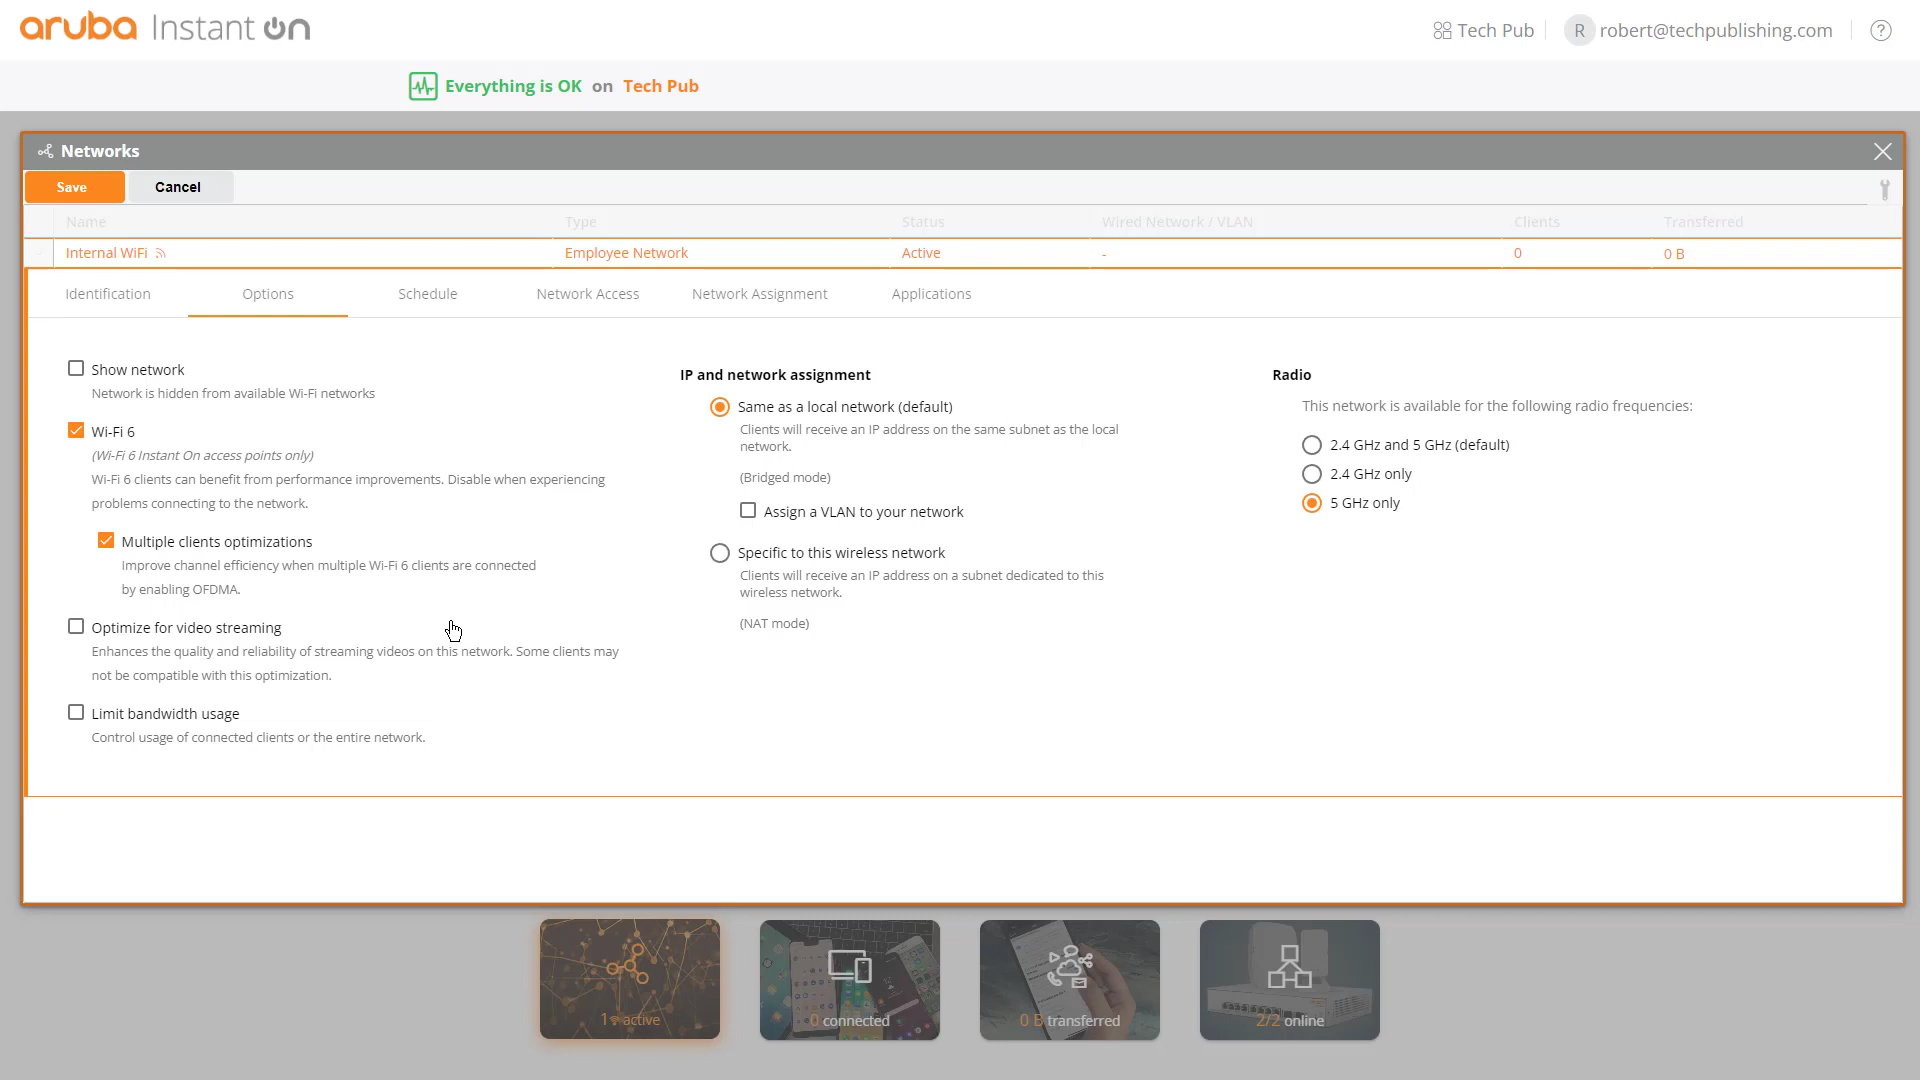 aruba Instant On
Tech Pub
R robert@techpublishing.com
?
Everything is OK on Tech Pub
Networks
Save Cancel
Name Type Status Wired Network / VLAN Clients Transferred
Internal WiFi Employee Network Active - 0 0 B
Identification Options Schedule Network Access Network Assignment Applications
Show network
Network is hidden from available Wi-Fi networks
Wi-Fi 6
(Wi-Fi 6 Instant On access points only)
Wi-Fi 6 clients can benefit from performance improvements. Disable when experiencing
problems connecting to the network.
Multiple clients optimizations
Improve channel efficiency when multiple Wi-Fi 6 clients are connected
by enabling OFDMA.
Optimize for video streaming
Enhances the quality and reliability of streaming videos on this network. Some clients may
not be compatible with this optimization.
Limit bandwidth usage
Control usage of connected clients or the entire network.
IP and network assignment
Same as a local network (default)
Clients will receive an IP address on the same subnet as the local
network.
(Bridged mode)
Assign a VLAN to your network
Specific to this wireless network
Clients will receive an IP address on a subnet dedicated to this
wireless network.
(NAT mode)
Radio
This network is available for the following radio frequencies:
2.4 GHz and 5 GHz (default)
2.4 GHz only
5 GHz only
1 active
0 connected
0 B transferred
2/2 online